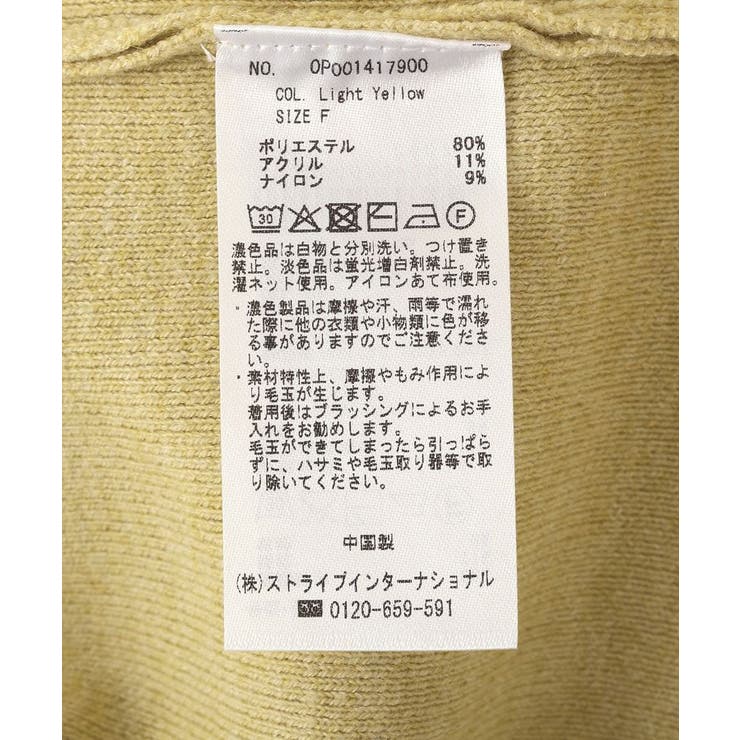 NO. OP001417900
COL. Light Yellow
SIZE F
ポリエステル 80%
アクリル 11%
ナイロン 9%
30 F
濃色品は白物と分別洗い。つけ置き
禁止。淡色品は蛍光増白剤禁止。洗
濯ネット使用。アイロンあて布使用。
・濃色製品は摩擦や汗、雨等で濡れ
た際に他の衣類や小物類に色が移
る事がありますのでご注意くださ
い。
・素材特性上、摩擦やもみ作用によ
り毛玉が生じます。
着用後はブラッシングによるお手
入れをお勧めします。
毛玉ができてしまったら引っぱら
ずに、ハサミや毛玉取り器等で取
り除いてください。
中国製
(株)ストライプインターナショナル
0120-659-591